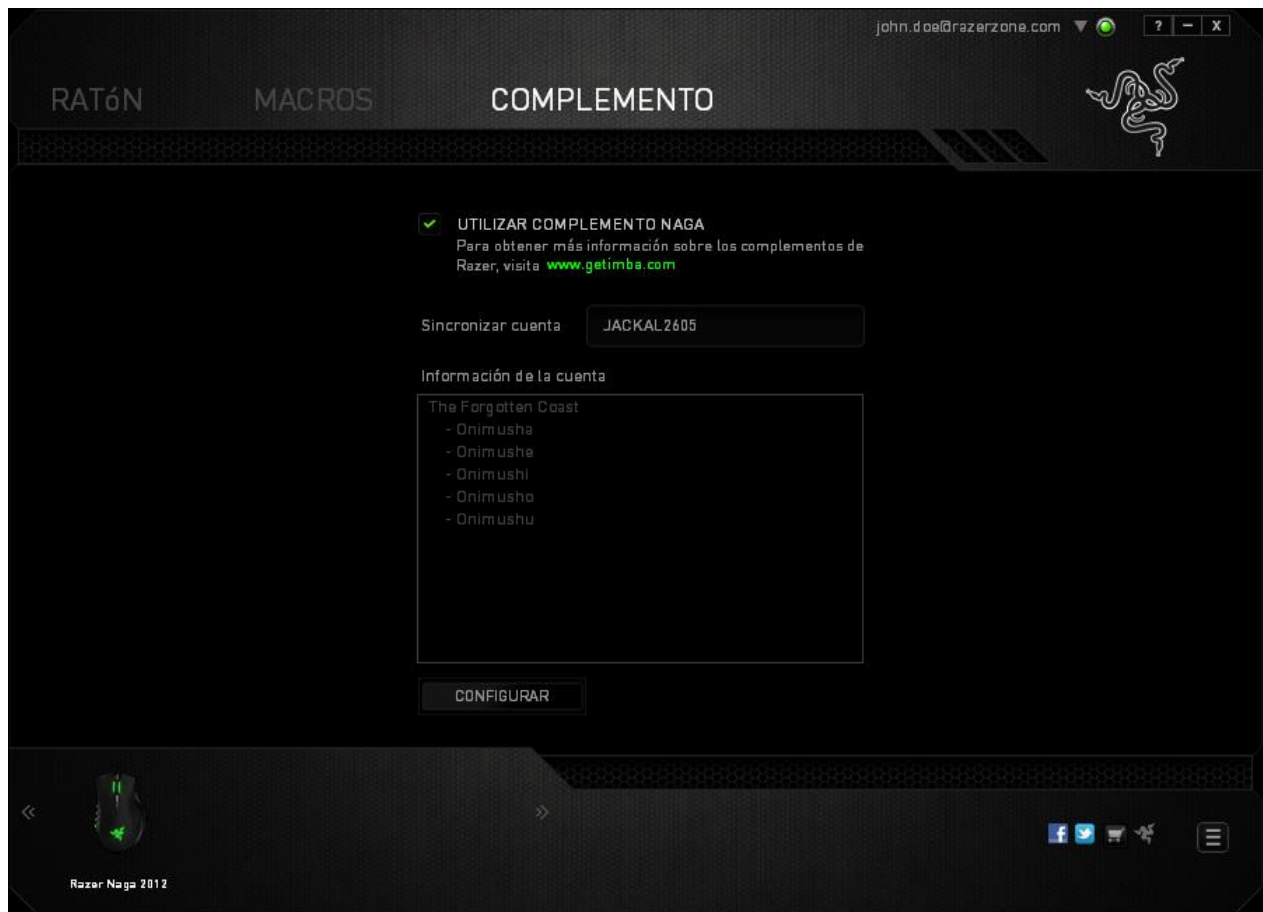 john.doe@razerzone.com
? – X
RATóN MACROS COMPLEMENTO
UTILIZAR COMPLEMENTO NAGA
Para obtener más información sobre los complementos de
Razer, visita www.getimba.com
Sincronizar cuenta JACKAL2605
Información de la cuenta
The Forgotten Coast
- Onimusha
- Onimushe
- Onimushi
- Onimusho
- Onimushu
CONFIGURAR
Razer Naga 2012